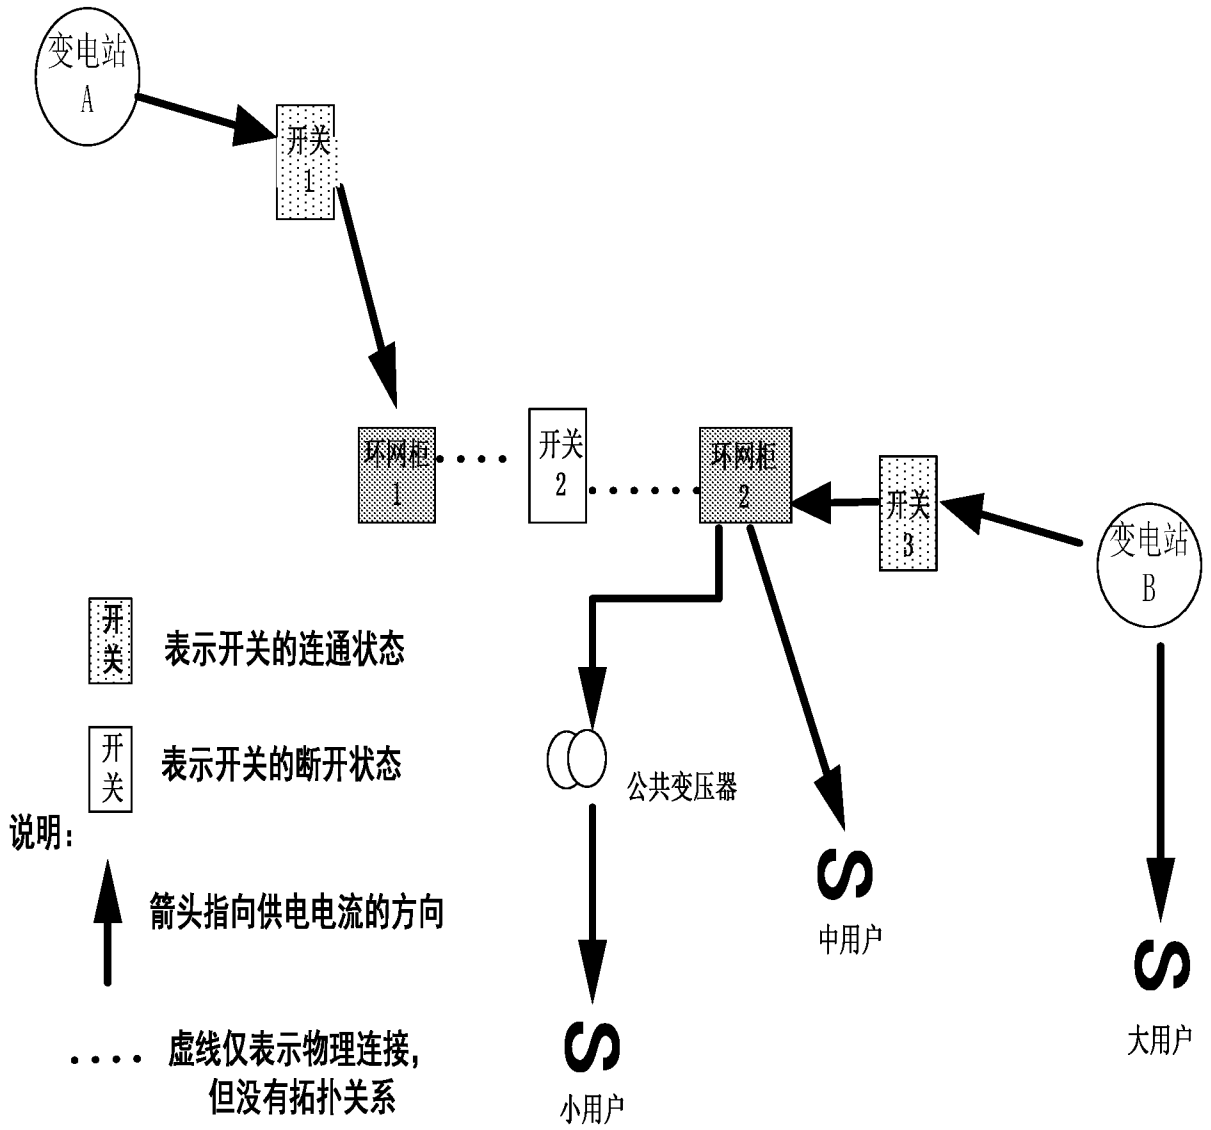 变电站
A
开关
1
环网柜
1
开关
2
环网柜
2
开关
3
变电站
B
开
关
表示开关的连通状态
开
关
表示开关的断开状态
公共变压器
说明：
箭头指向供电电流的方向
S
中用户
S
大用户
虚线仅表示物理连接，
但没有拓扑关系
S
小用户